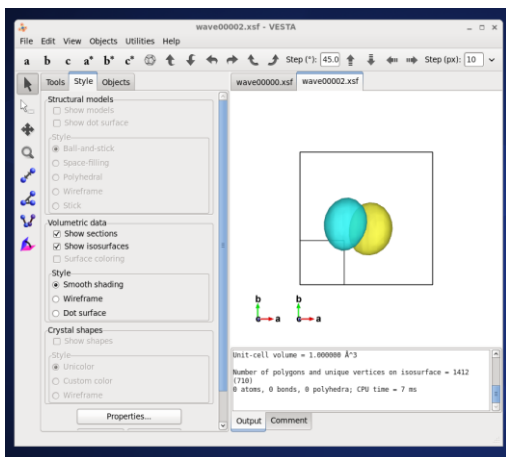 wave00002.xsf - VESTA
File Edit View Objects Utilities Help
a b c a* b* c* Step (°): 45.0 Step (px): 10
Tools Style Objects
wave00000.xsf wave00002.xsf
Structural models
Show models
Show dot surface
Style
Ball-and-stick
Space-filling
Polyhedral
Wireframe
Stick
Volumetric data
Show sections
Show isosurfaces
Surface coloring
Style
Smooth shading
Wireframe
Dot surface
Crystal shapes
Show shapes
Style
Unicolor
Custom color
Wireframe
Properties...
b b
c a c a
Unit-cell volume = 1.000000 Å^3
Number of polygons and unique vertices on isosurface = 1412
(710)
0 atoms, 0 bonds, 0 polyhedra; CPU time = 7 ms
Output Comment